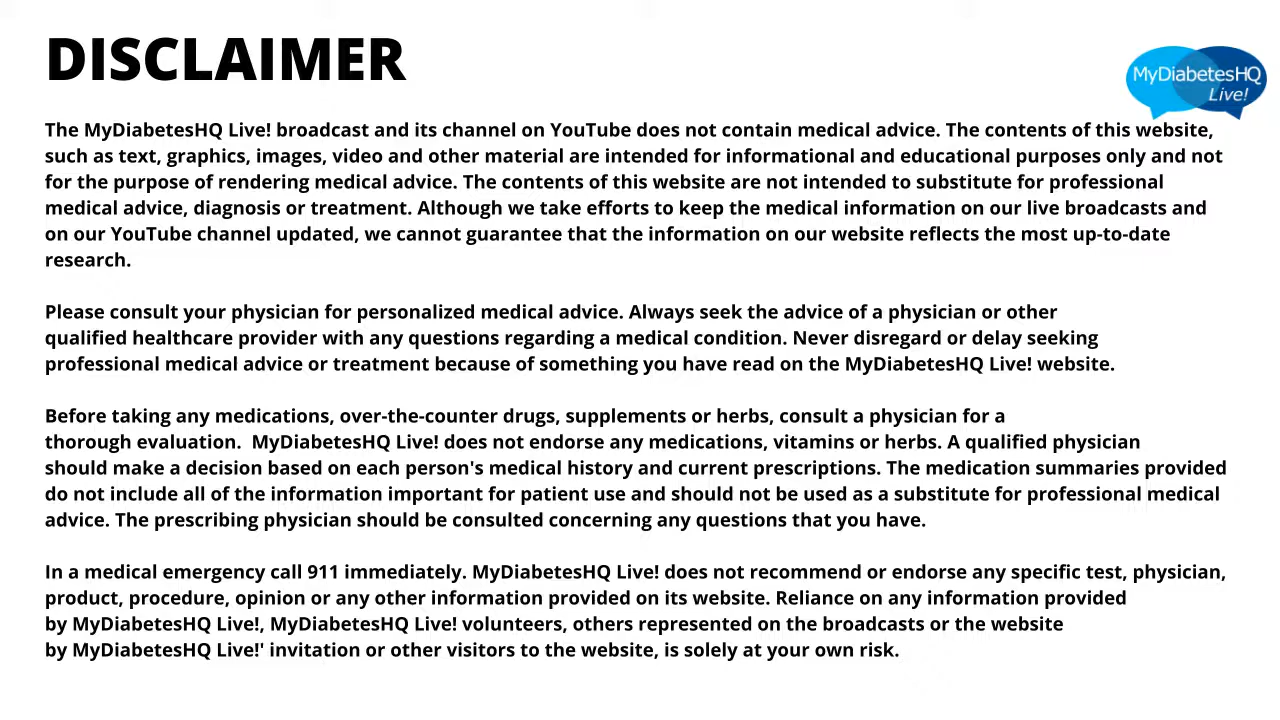 DISCLAIMER
MyDiabetesHQ
Live!
The MyDiabetesHQ Live! broadcast and its channel on YouTube does not contain medical advice. The contents of this website,
such as text, graphics, images, video and other material are intended for informational and educational purposes only and not
for the purpose of rendering medical advice. The contents of this website are not intended to substitute for professional
medical advice, diagnosis or treatment. Although we take efforts to keep the medical information on our live broadcasts and
on our YouTube channel updated, we cannot guarantee that the information on our website reflects the most up-to-date
research.
Please consult your physician for personalized medical advice. Always seek the advice of a physician or other
qualified healthcare provider with any questions regarding a medical condition. Never disregard or delay seeking
professional medical advice or treatment because of something you have read on the MyDiabetesHQ Live! website.
Before taking any medications, over-the-counter drugs, supplements or herbs, consult a physician for a
thorough evaluation.  MyDiabetesHQ Live! does not endorse any medications, vitamins or herbs. A qualified physician
should make a decision based on each person's medical history and current prescriptions. The medication summaries provided
do not include all of the information important for patient use and should not be used as a substitute for professional medical
advice. The prescribing physician should be consulted concerning any questions that you have.
In a medical emergency call 911 immediately. MyDiabetesHQ Live! does not recommend or endorse any specific test, physician,
product, procedure, opinion or any other information provided on its website. Reliance on any information provided
by MyDiabetesHQ Live!, MyDiabetesHQ Live! volunteers, others represented on the broadcasts or the website
by MyDiabetesHQ Live!' invitation or other visitors to the website, is solely at your own risk.